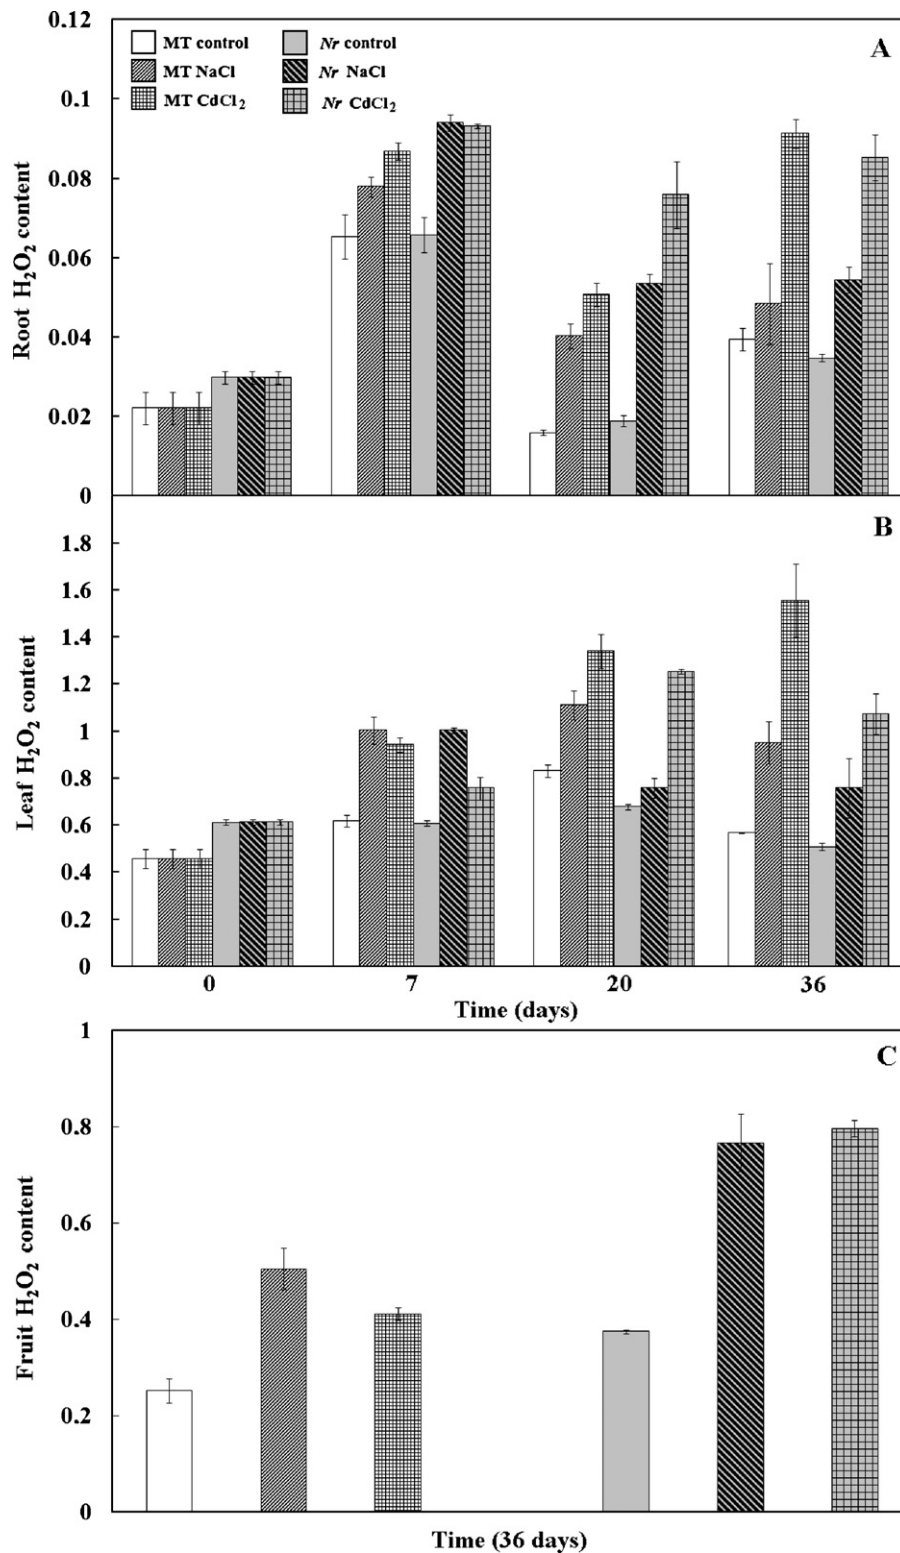 0.12
A
MT control
Nr control
MT NaCl
Nr NaCl
MT CdCl₂
Nr CdCl₂
0.1
0.08
0.06
0.04
0.02
0
Root H₂O₂ content
B
1.8
1.6
1.4
1.2
1
0.8
0.6
0.4
0.2
0
Leaf H₂O₂ content
0 7 20 36
Time (days)
1
C
0.8
0.6
0.4
0.2
0
Fruit H₂O₂ content
Time (36 days)